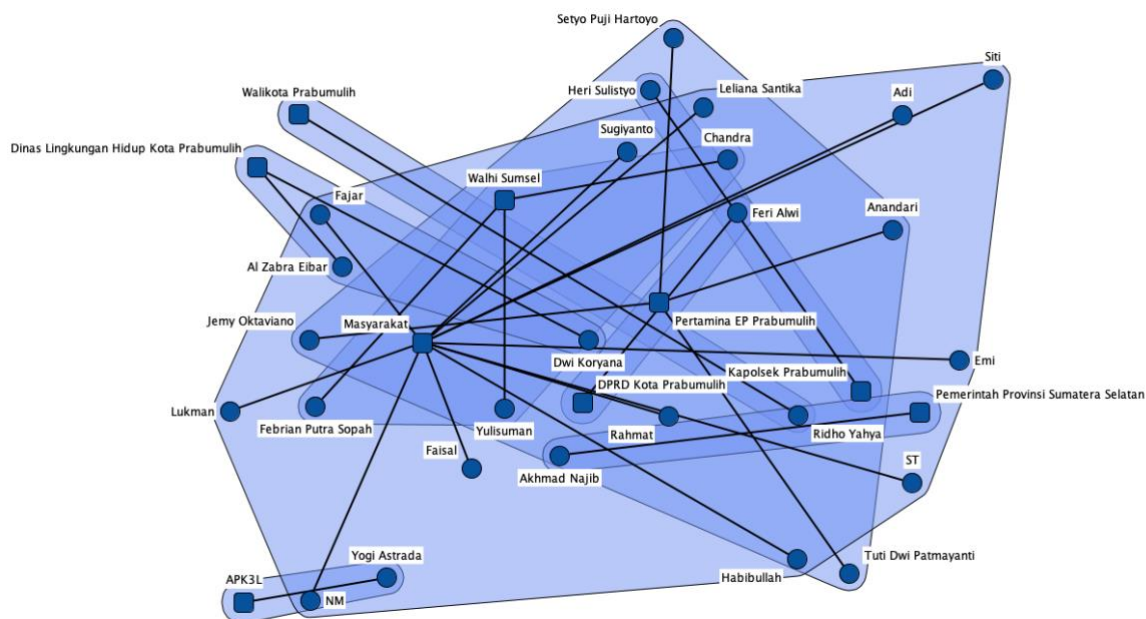 Setyo Puji Hartoyo
Siti
Walikota Prabumulih
Heri Sulistyo
Leliana Santika
Adi
Sugiyanto
Chandra
Dinas Lingkungan Hidup Kota Prabumulih
Walhi Sumsel
Fajar
Feri Alwi
Anandari
Al Zabra Eibar
Jemy Oktaviano
Masyarakat
Pertamina EP Prabumulih
Dwi Koryana
Kapolsek Prabumulih
Emi
DPRD Kota Prabumulih
Pemerintah Provinsi Sumatera Selatan
Lukman
Febrian Putra Sopah
Yulisuman
Rahmat
Ridho Yahya
Faisal
Akhmad Najib
ST
Yogi Astrada
Tuti Dwi Patmayanti
Habibullah
APK3L
NM